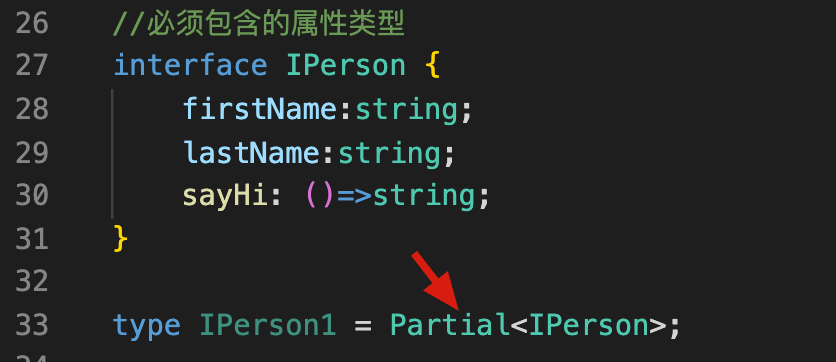 26 //必须包含的属性类型
27 interface IPerson {
28 firstName:string;
29 lastName:string;
30 sayHi: ()=>string;
31 }
32
33 type IPerson1 = Partial<IPerson>;